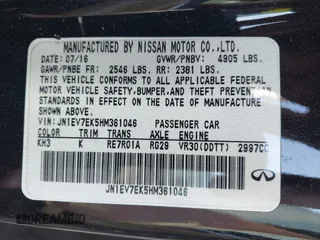 MANUFACTURED BY NISSAN MOTOR CO.,LTD.
DATE: 07/16 GVWR/PNBV: 4905 LBS.
GAWR/PNBE FR: 2546 LBS RR: 2381 LBS.
THIS VEHICLE CONFORMS TO ALL APPLICABLE FEDERAL
MOTOR VEHICLE SAFETY, BUMPER, AND THEFT PREVENTION
STANDARDS IN EFFECT ON THE DATE OF MANUFACTURE
SHOWN ABOVE.
VIN: JN1EV7EK5HM361046 PASSENGER CAR
COLOR TRIM TRANS AXLE ENGINE
KH3 K RE7R01A RG29 VR30(DDTT) 2997CC
JN1EV7EK5HM361046
INFINITI
© IDREAMBID